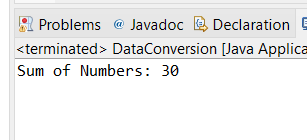 Problems @ Javadoc Declaration
<terminated> DataConversion [Java Applica
Sum of Numbers: 30